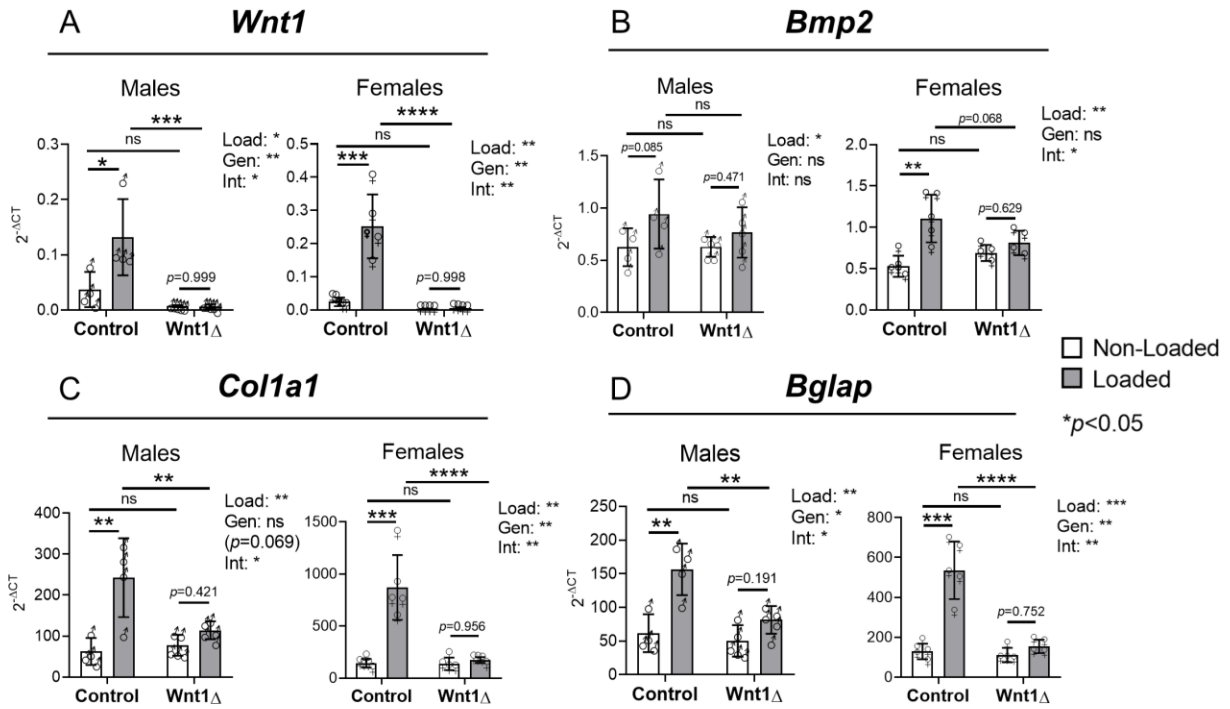 A Wnt1
Males
Females
***
ns
*
p=0.999
Load: *
Gen: **
Int: *
****
ns
***
p=0.998
Load: **
Gen: **
Int: **
2-ΔCT
0.3
0.2
0.1
0.0
Control Wnt1Δ
0.5
0.4
0.3
0.2
0.1
0.0
Control Wnt1Δ
B Bmp2
Males
Females
ns
ns
p=0.085
p=0.471
Load: *
Gen: ns
Int: ns
p=0.068
ns
**
p=0.629
Load: **
Gen: ns
Int: *
2-ΔCT
1.5
1.0
0.5
0.0
Control Wnt1Δ
2.0
1.5
1.0
0.5
0.0
Control Wnt1Δ
Non-Loaded
Loaded
*p<0.05
C Col1a1
Males
Females
**
ns
**
p=0.421
Load: **
Gen: ns
(p=0.069)
Int: *
****
ns
***
p=0.956
Load: **
Gen: **
Int: **
2-ΔCT
400
300
200
100
0
Control Wnt1Δ
1500
1000
500
0
Control Wnt1Δ
D Bglap
Males
Females
**
ns
**
p=0.191
Load: **
Gen: *
Int: *
****
ns
***
p=0.752
Load: ***
Gen: **
Int: **
2-ΔCT
250
200
150
100
50
0
Control Wnt1Δ
800
600
400
200
0
Control Wnt1Δ